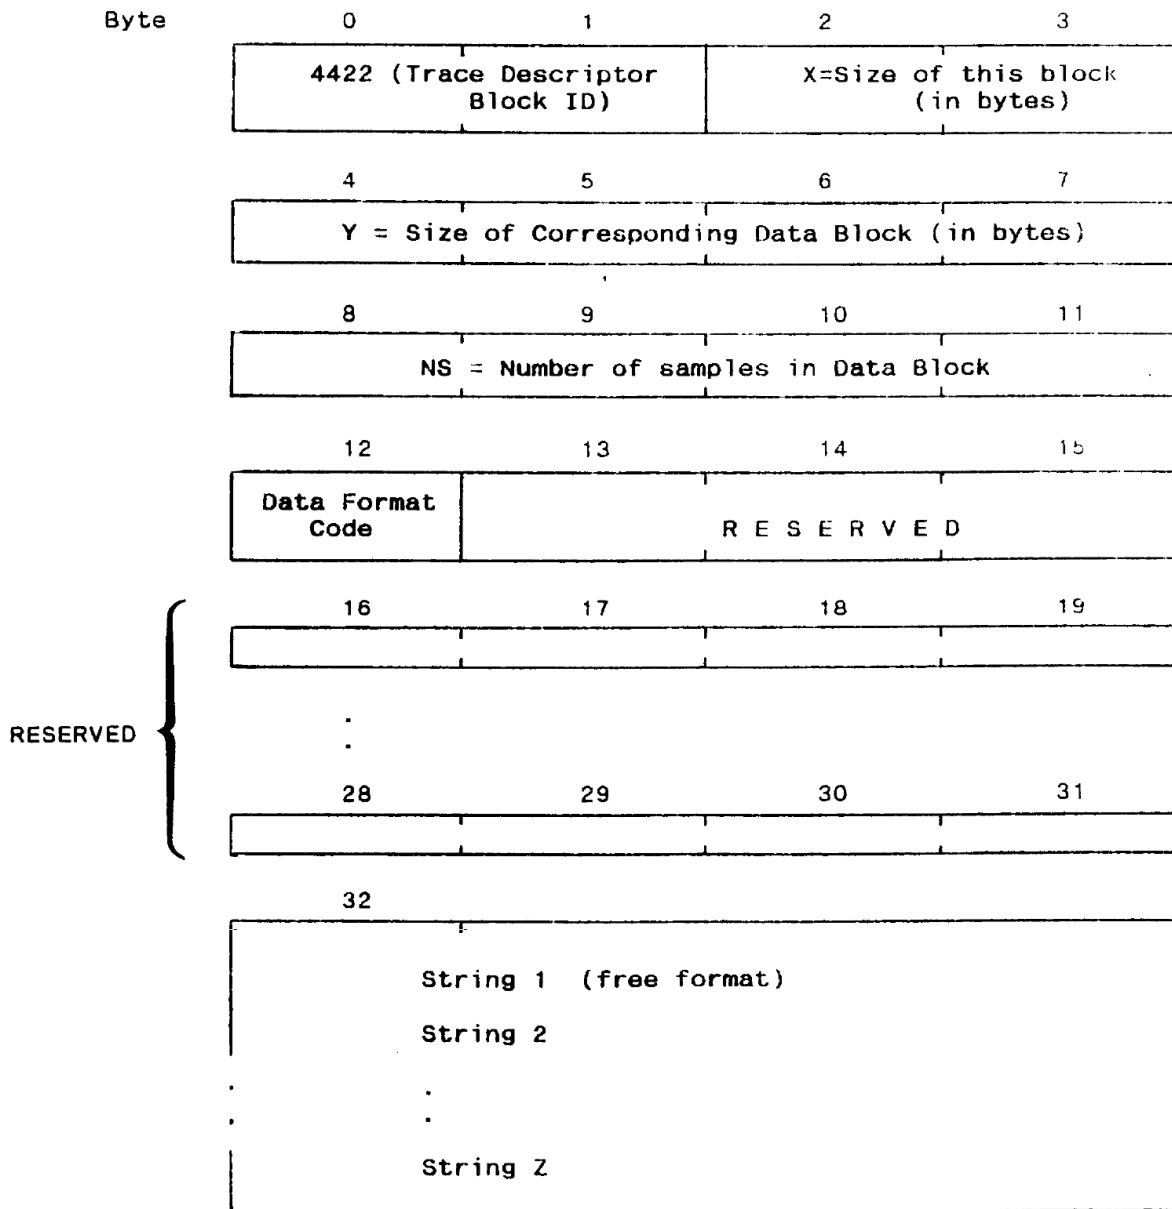 Byte 0 1 2 3
4422 (Trace Descriptor
Block ID)
X=Size of this block
(in bytes)
4 5 6 7
Y = Size of Corresponding Data Block (in bytes)
8 9 10 11
NS = Number of samples in Data Block
12 13 14 15
Data Format
Code
R E S E R V E D
16 17 18 19
RESERVED
28 29 30 31
32
String 1 (free format)
String 2
String Z